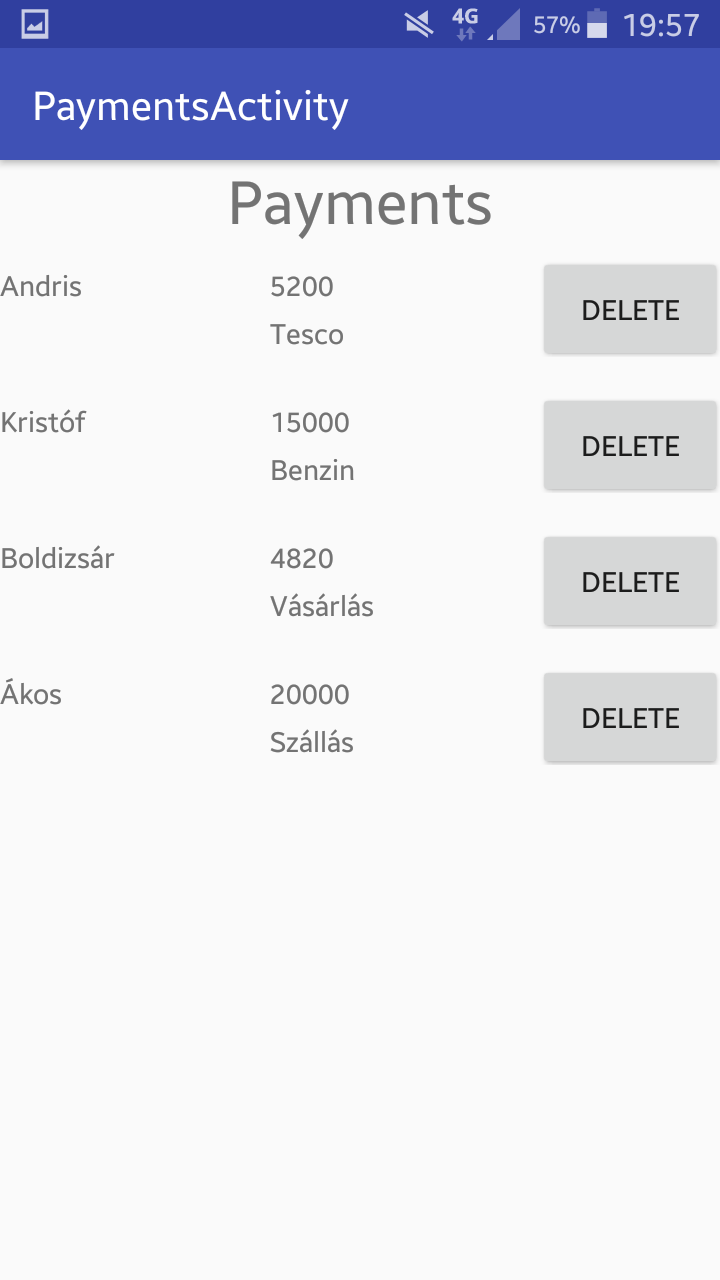 4G 57% 19:57
PaymentsActivity
Payments
Andris 5200 DELETE
Tesco
Kristóf 15000 DELETE
Benzin
Boldizsár 4820 DELETE
Vásárlás
Ákos 20000 DELETE
Szállás